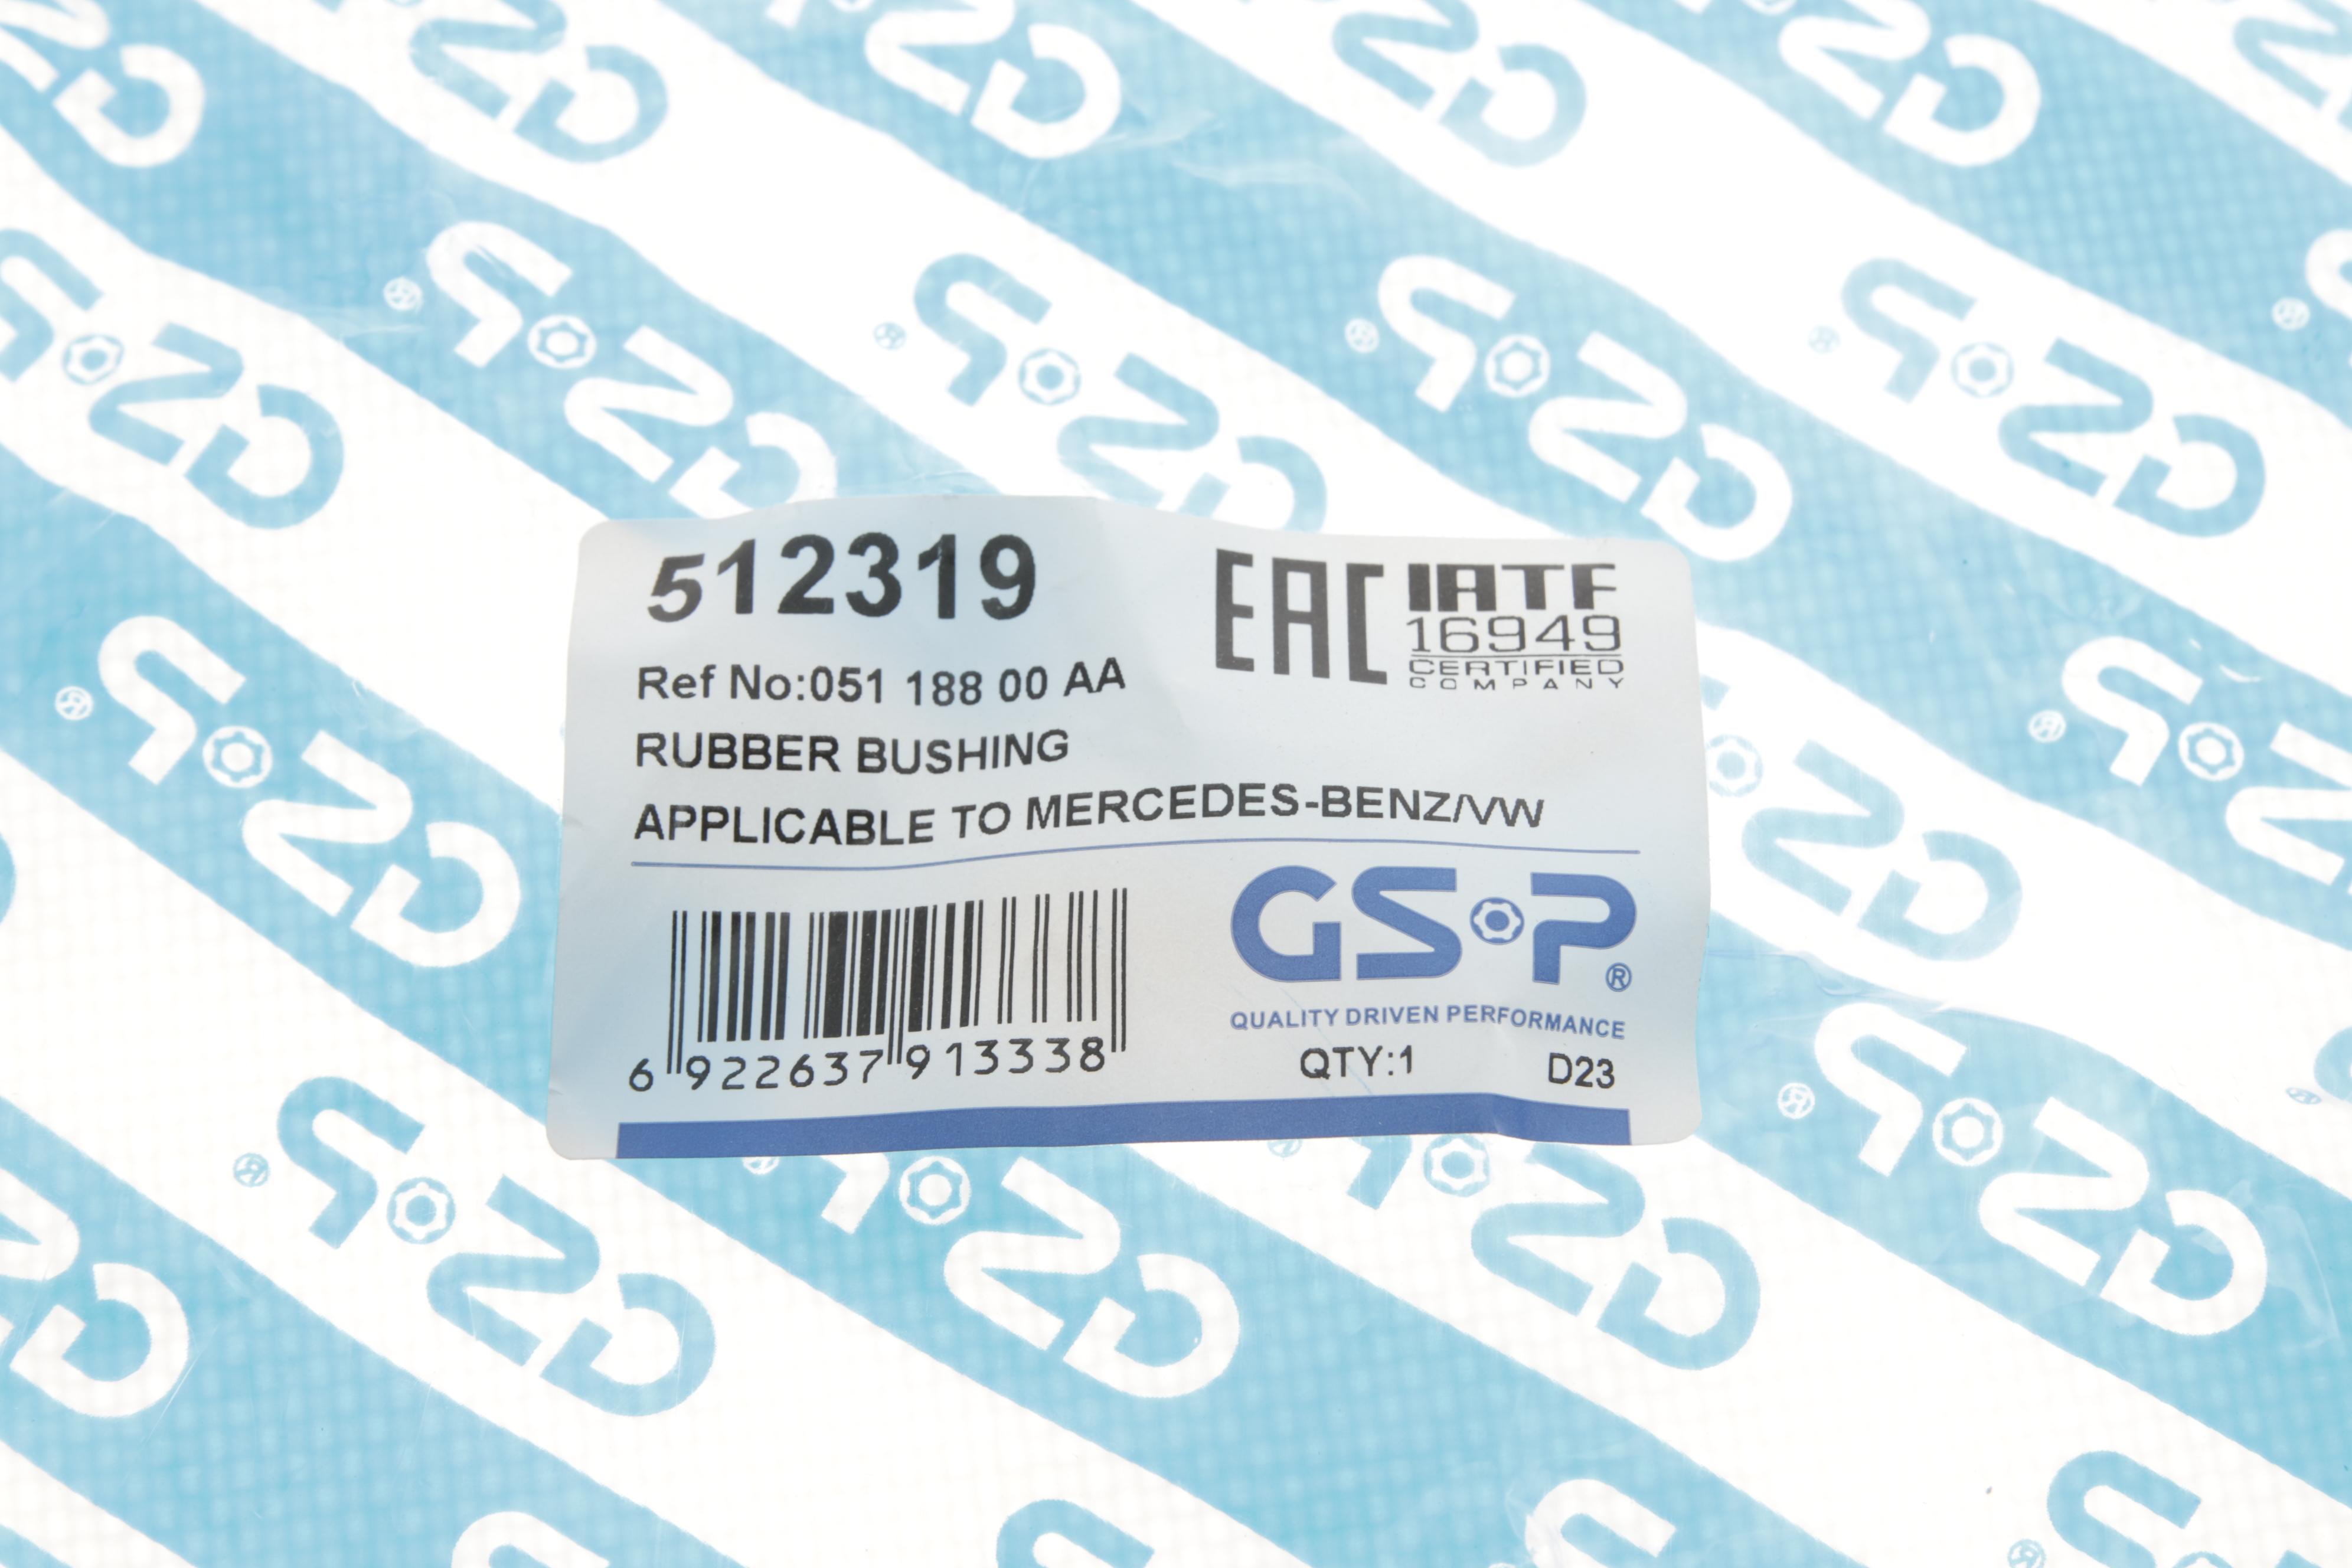 512319
EAC
IATF
16949
CERTIFIED
COMPANY
Ref No:051 188 00 AA
RUBBER BUSHING
APPLICABLE TO MERCEDES-BENZ/VW
GS•P®
QUALITY DRIVEN PERFORMANCE
6 922637 913338
QTY:1
D23